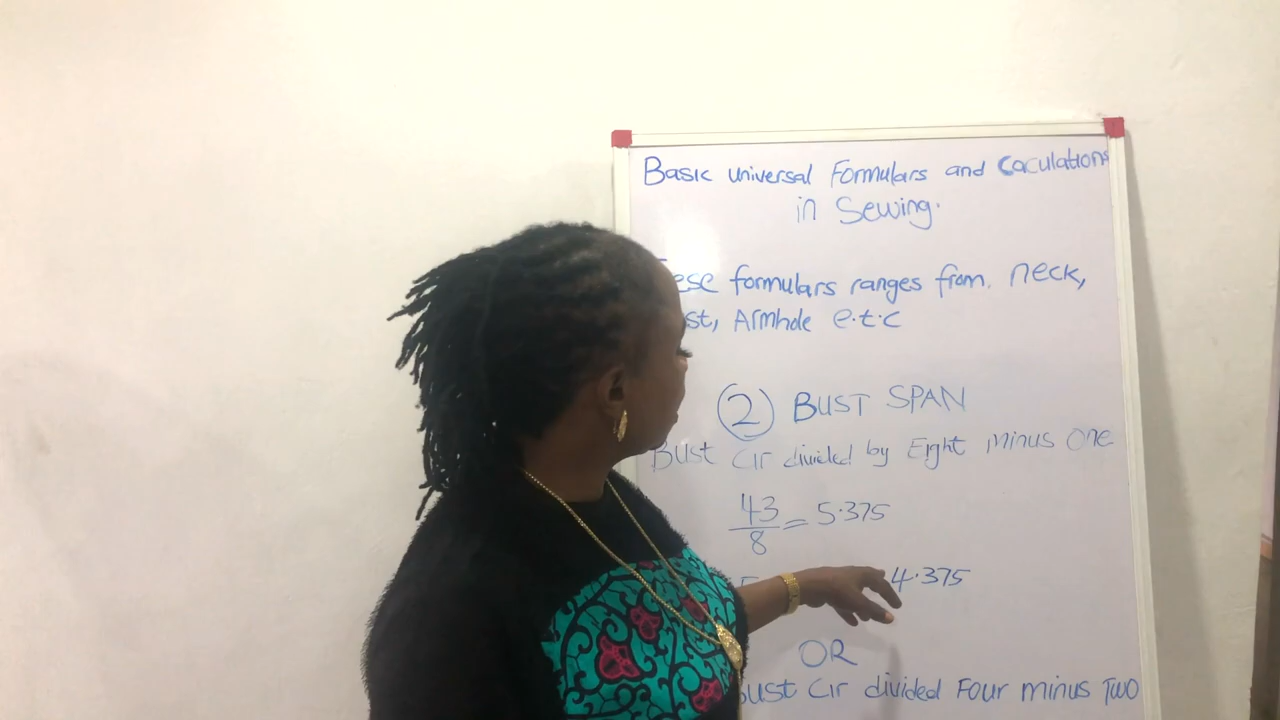 Basic universal Formulars and Caculations
in Sewing.
ese formulars ranges from. neck,
st, Armhole e.t.c
2 BUST SPAN
Bust Cir divided by Eight minus One
43/8 = 5.375
4.375
OR
ust Cir divided Four minus Two